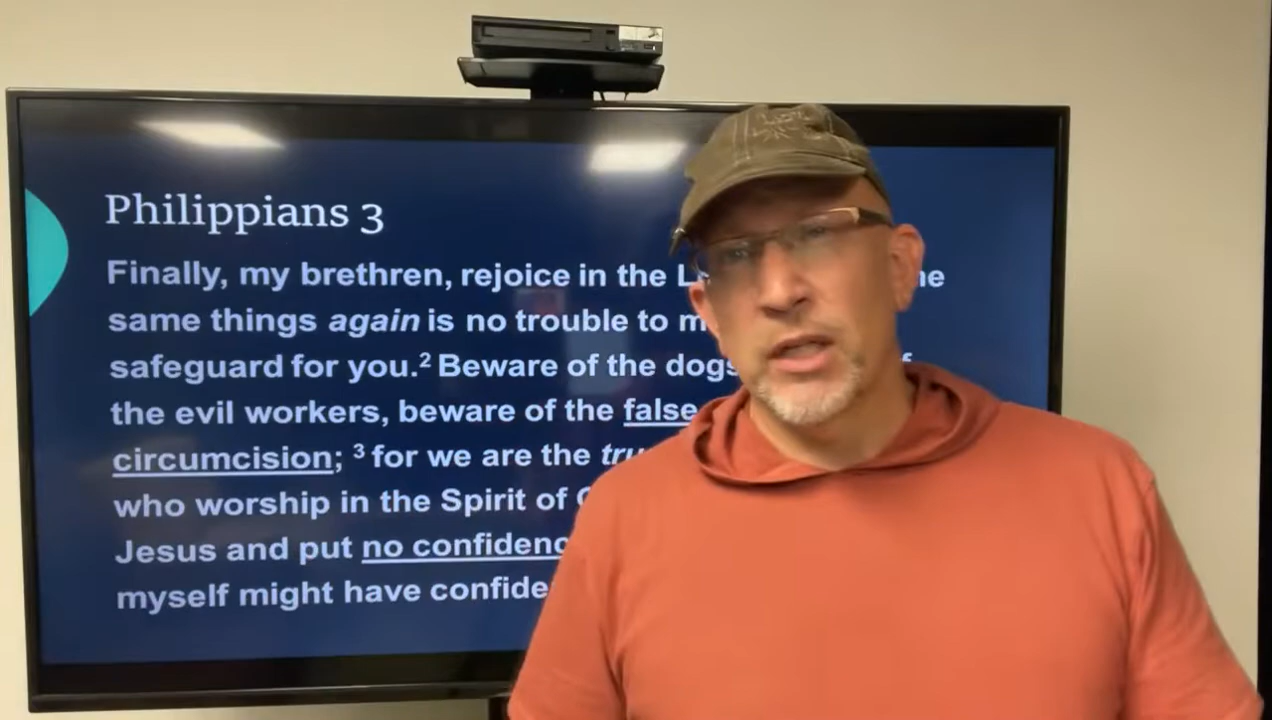 Philippians 3
Finally, my brethren, rejoice in the
same things again is no trouble to
safeguard for you.² Beware of the dogs
the evil workers, beware of the false
circumcision; ³ for we are the
who worship in the Spirit of
Jesus and put no
myself might have